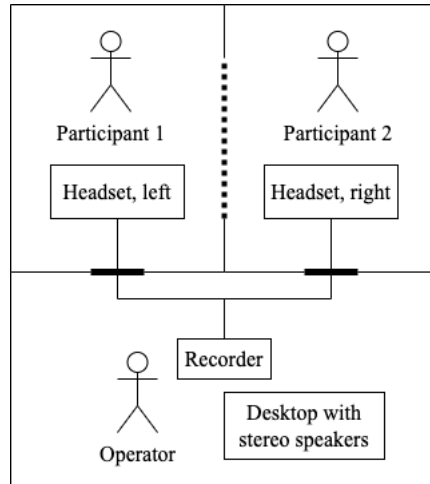 Participant 1
Participant 2
Headset, left
Headset, right
Recorder
Operator
Desktop with
stereo speakers